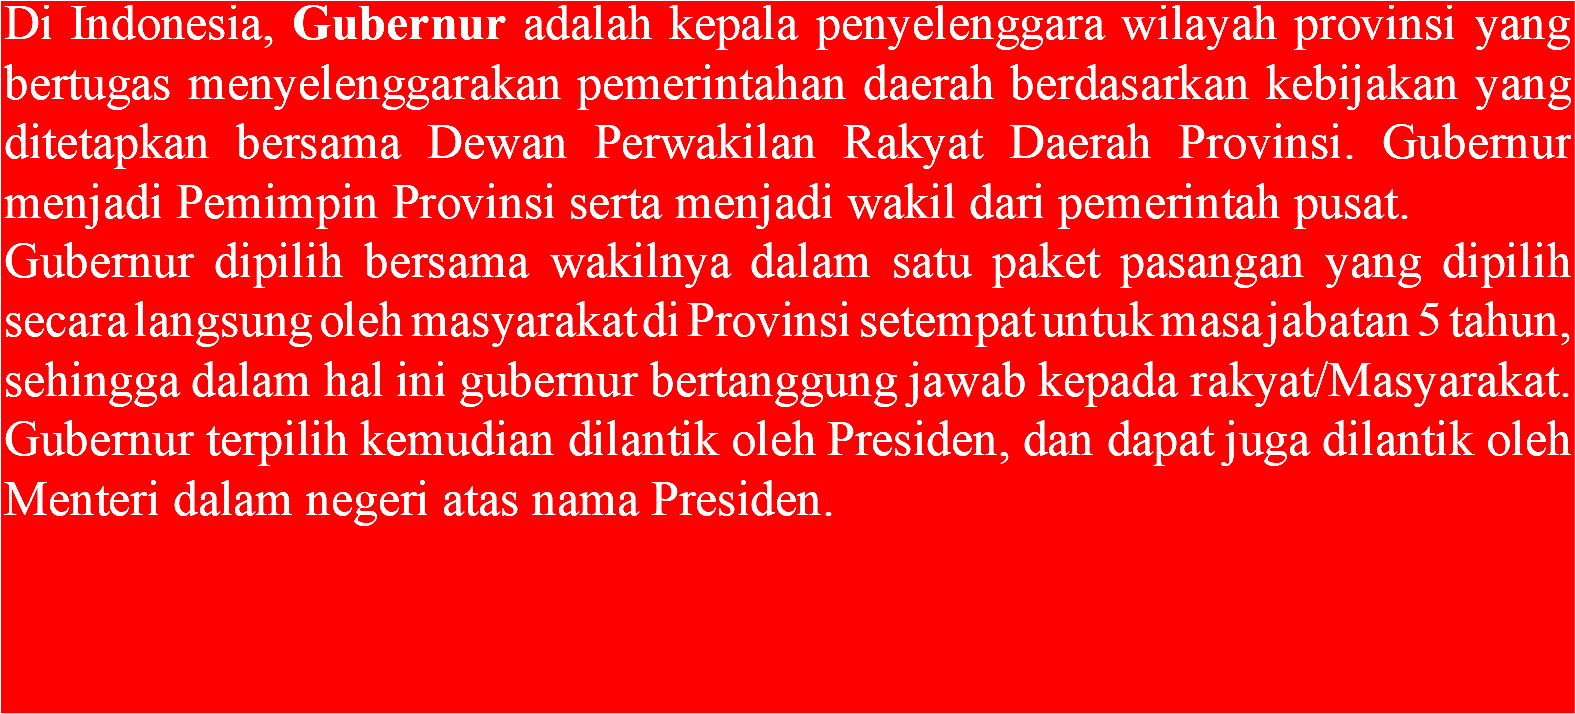 Di Indonesia, Gubernur adalah kepala penyelenggara wilayah provinsi yang
bertugas menyelenggarakan pemerintahan daerah berdasarkan kebijakan yang
ditetapkan bersama Dewan Perwakilan Rakyat Daerah Provinsi. Gubernur
menjadi Pemimpin Provinsi serta menjadi wakil dari pemerintah pusat.
Gubernur dipilih bersama wakilnya dalam satu paket pasangan yang dipilih
secara langsung oleh masyarakat di Provinsi setempat untuk masa jabatan 5 tahun,
sehingga dalam hal ini gubernur bertanggung jawab kepada rakyat/Masyarakat.
Gubernur terpilih kemudian dilantik oleh Presiden, dan dapat juga dilantik oleh
Menteri dalam negeri atas nama Presiden.